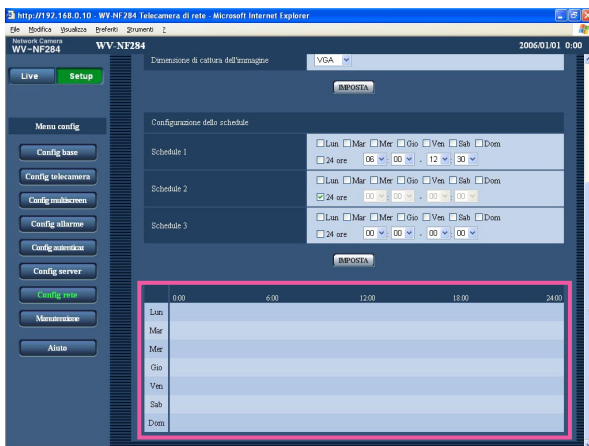 http://192.168.0.10 - WV-NF284 Telecamera di rete - Microsoft Internet Explorer
File Modifica Visualizza Preferiti Strumenti ?
Network Camera
WV-NF284
WV-NF284
2006/01/01 0:00
Live Setup
Dimensione di cattura dell'immagine VGA
IMPOSTA
Menu config
Config base
Config telecamera
Config multiscreen
Config allarme
Config autenticaz
Config server
Config rete
Manutenzione
Aiuto
Configurazione dello schedule
Schedule 1
Lun Mar Mer Gio Ven Sab Dom
24 ore 06 : 00 - 12 : 30
Schedule 2
Lun Mar Mer Gio Ven Sab Dom
24 ore 00 : 00 - 00 : 00
Schedule 3
Lun Mar Mer Gio Ven Sab Dom
24 ore 00 : 00 - 00 : 00
IMPOSTA
0:00 6:00 12:00 18:00 24:00
Lun
Mar
Mer
Gio
Ven
Sab
Dom